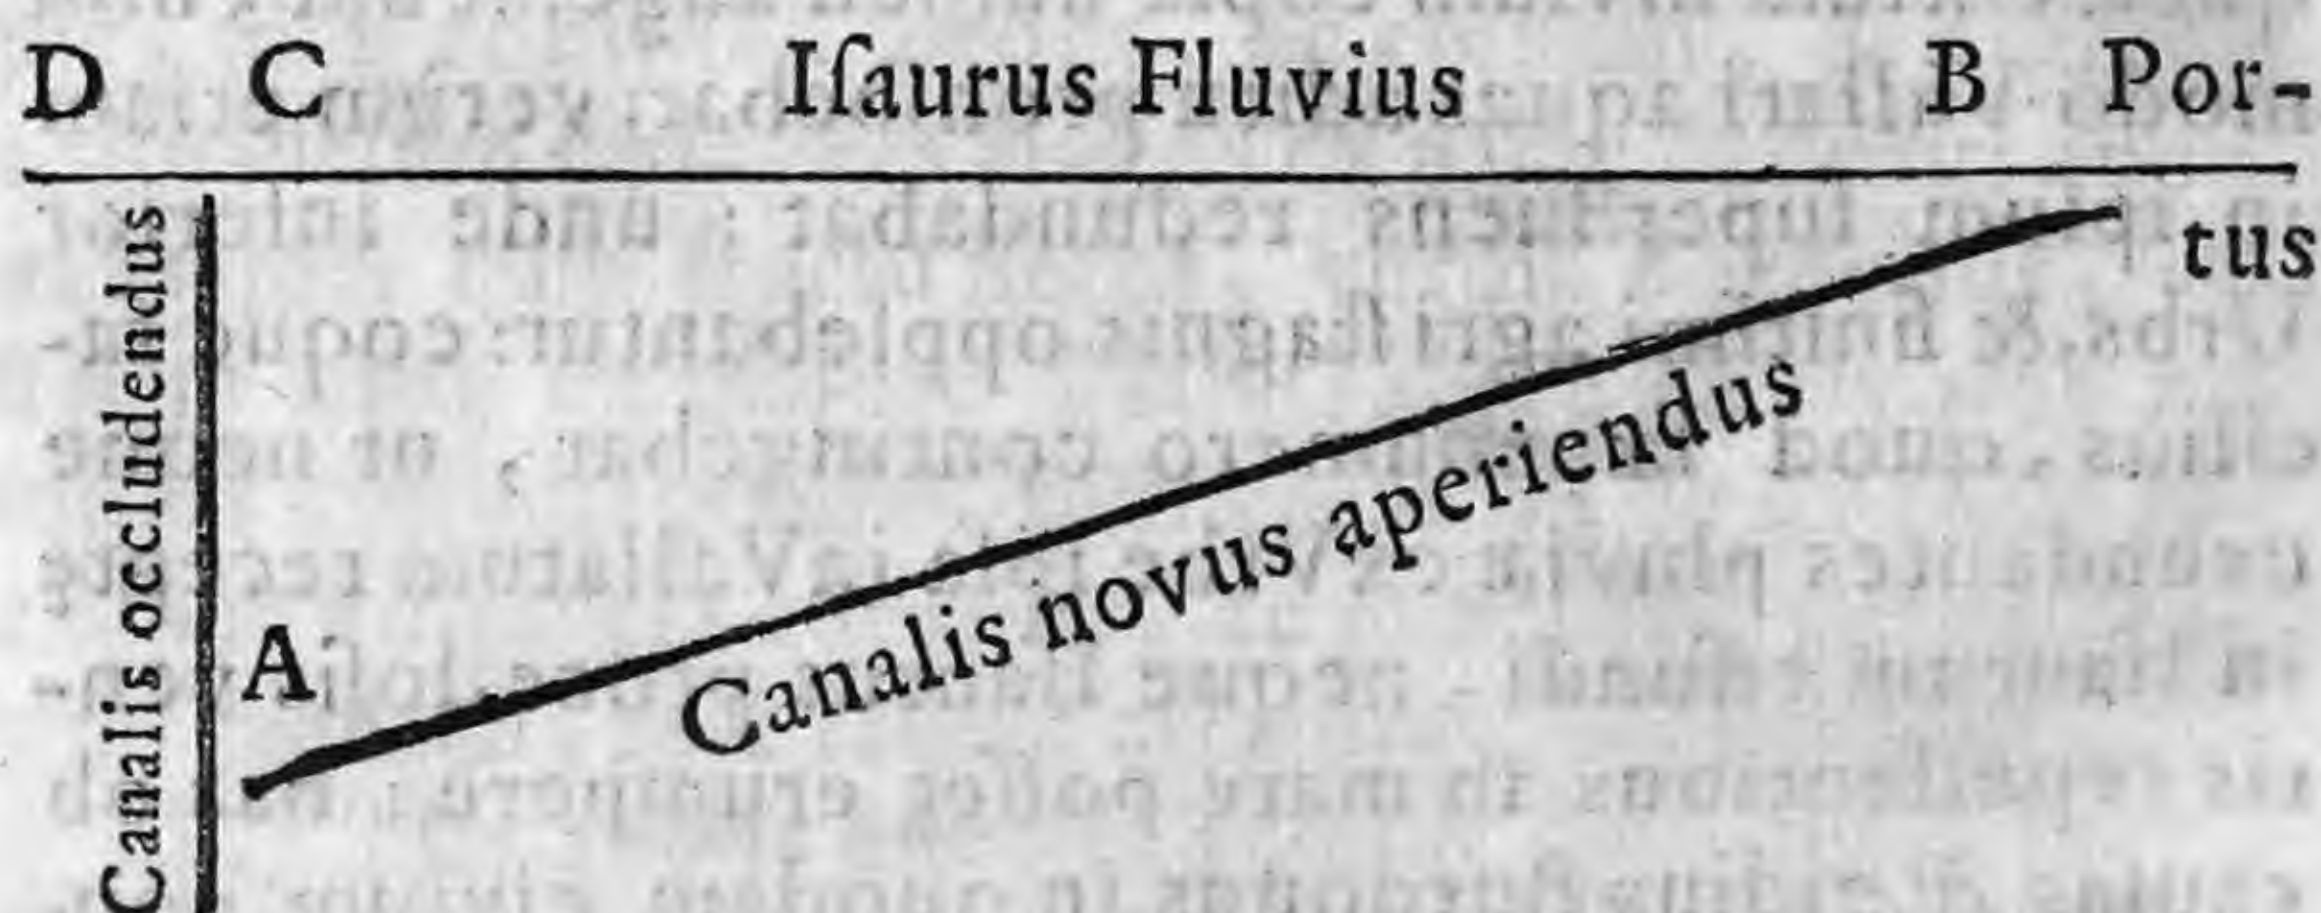 D C Iſaurus Fluvius B Por-
tus
Canalis occludendus
A
Canalis novus aperiendus